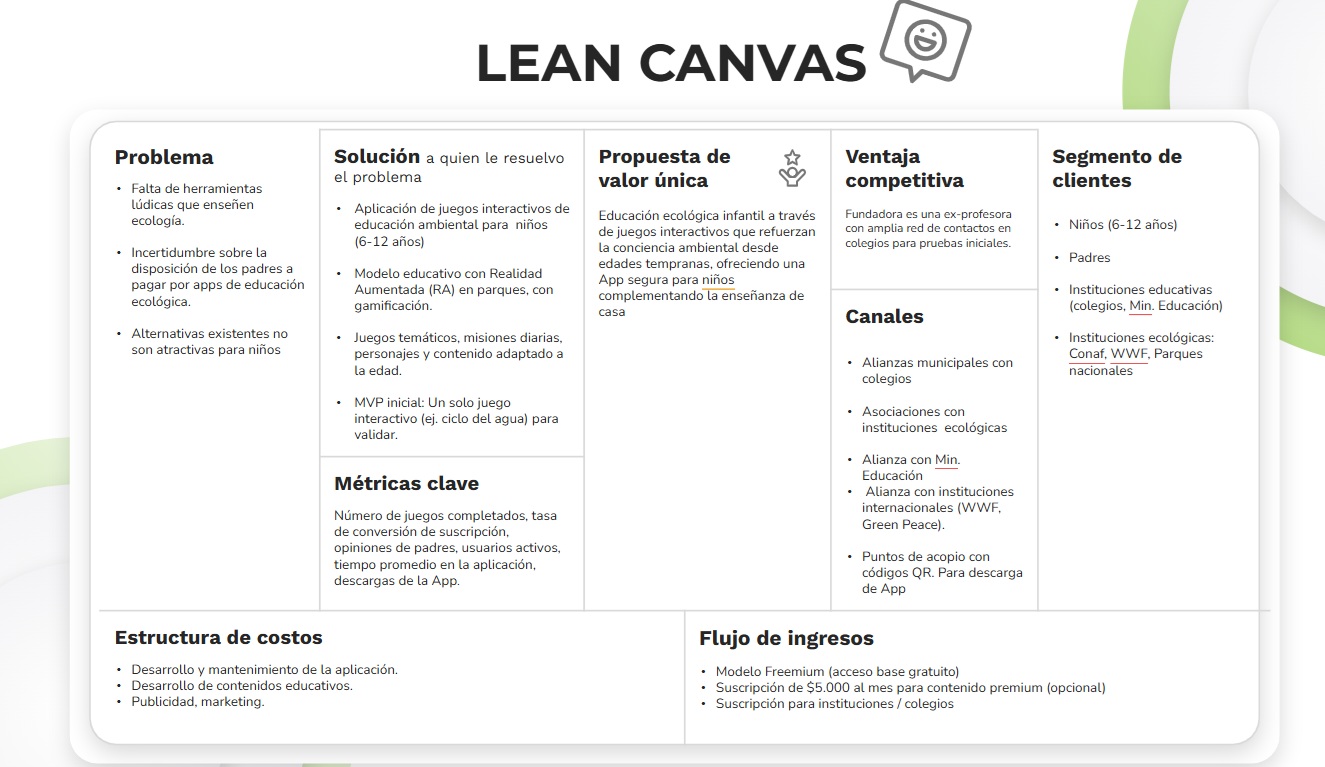 LEAN CANVAS
Problema
• Falta de herramientas
lúdicas que enseñen
ecología.
• Incertidumbre sobre la
disposición de los padres a
pagar por apps de educación
ecológica.
• Alternativas existentes no
son atractivas para niños
Solución a quien le resuelvo
el problema
• Aplicación de juegos interactivos de
educación ambiental para niños
(6-12 años)
• Modelo educativo con Realidad
Aumentada (RA) en parques, con
gamificación.
• Juegos temáticos, misiones diarias,
personajes y contenido adaptado a
la edad.
• MVP inicial: Un solo juego
interactivo (ej. ciclo del agua) para
validar.
Métricas clave
Número de juegos completados, tasa
de conversión de suscripción,
opiniones de padres, usuarios activos,
tiempo promedio en la aplicación,
descargas de la App.
Propuesta de
valor única
Educación ecológica infantil a través
de juegos interactivos que refuerzan
la conciencia ambiental desde
edades tempranas, ofreciendo una
App segura para niños
complementando la enseñanza de
casa
Ventaja
competitiva
Fundadora es una ex-profesora
con amplia red de contactos en
colegios para pruebas iniciales.
Canales
• Alianzas municipales con
colegios
• Asociaciones con
instituciones ecológicas
• Alianza con Min.
Educación
• Alianza con instituciones
internacionales (WWF,
Green Peace).
• Puntos de acopio con
códigos QR. Para descarga
de App
Segmento de
clientes
• Niños (6-12 años)
• Padres
• Instituciones educativas
(colegios, Min. Educación)
• Instituciones ecológicas:
Conaf, WWF, Parques
nacionales
Estructura de costos
• Desarrollo y mantenimiento de la aplicación.
• Desarrollo de contenidos educativos.
• Publicidad, marketing.
Flujo de ingresos
• Modelo Freemium (acceso base gratuito)
• Suscripción de $5.000 al mes para contenido premium (opcional)
• Suscripción para instituciones / colegios